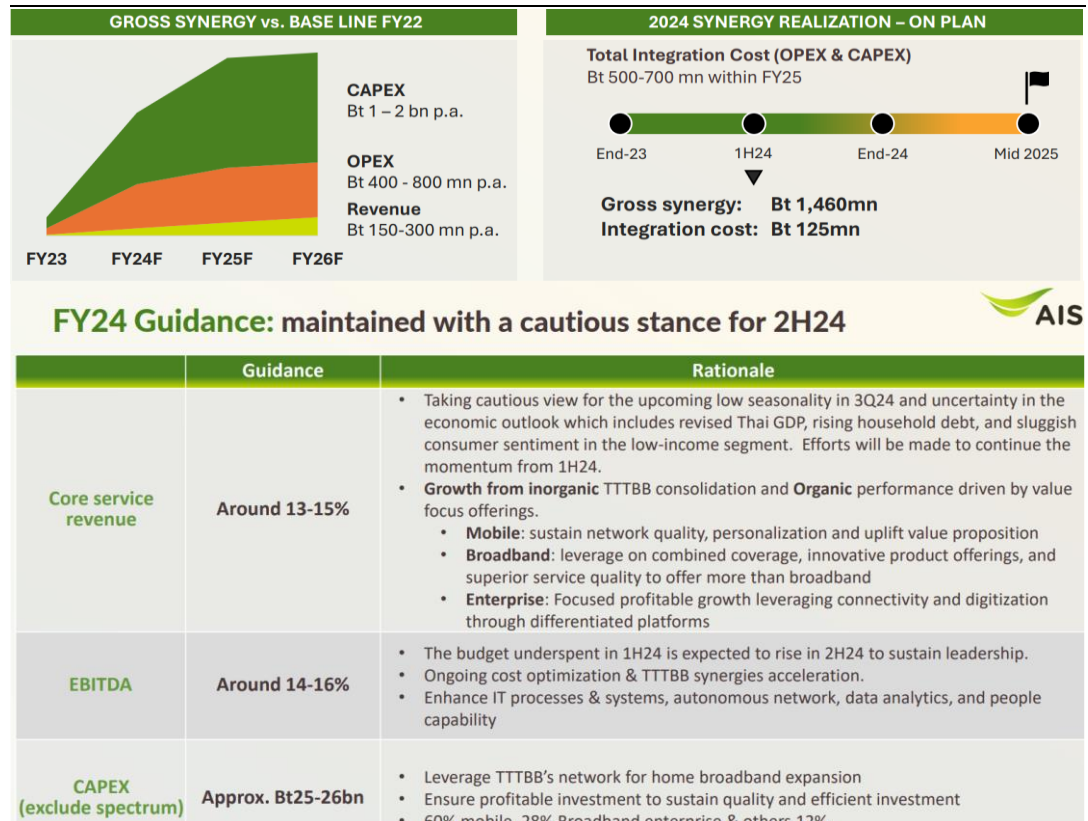 GROSS SYNERGY vs. BASE LINE FY22
CAPEX
Bt 1 – 2 bn p.a.
OPEX
Bt 400 - 800 mn p.a.
Revenue
Bt 150-300 mn p.a.
FY23 FY24F FY25F FY26F
2024 SYNERGY REALIZATION – ON PLAN
Total Integration Cost (OPEX & CAPEX)
Bt 500-700 mn within FY25
End-23 1H24 End-24 Mid 2025
Gross synergy: Bt 1,460mn
Integration cost: Bt 125mn
FY24 Guidance: maintained with a cautious stance for 2H24
AIS
Guidance Rationale
Core service
revenue
Around 13-15%
• Taking cautious view for the upcoming low seasonality in 3Q24 and uncertainty in the
economic outlook which includes revised Thai GDP, rising household debt, and sluggish
consumer sentiment in the low-income segment. Efforts will be made to continue the
momentum from 1H24.
• Growth from inorganic TTTBB consolidation and Organic performance driven by value
focus offerings.
• Mobile: sustain network quality, personalization and uplift value proposition
• Broadband: leverage on combined coverage, innovative product offerings, and
superior service quality to offer more than broadband
• Enterprise: Focused profitable growth leveraging connectivity and digitization
through differentiated platforms
EBITDA
Around 14-16%
• The budget underspent in 1H24 is expected to rise in 2H24 to sustain leadership.
• Ongoing cost optimization & TTTBB synergies acceleration.
• Enhance IT processes & systems, autonomous network, data analytics, and people
capability
CAPEX
(exclude spectrum)
Approx. Bt25-26bn
• Leverage TTTBB's network for home broadband expansion
• Ensure profitable investment to sustain quality and efficient investment
• 60% mobile, 28% Broadband enterprise & others 12%